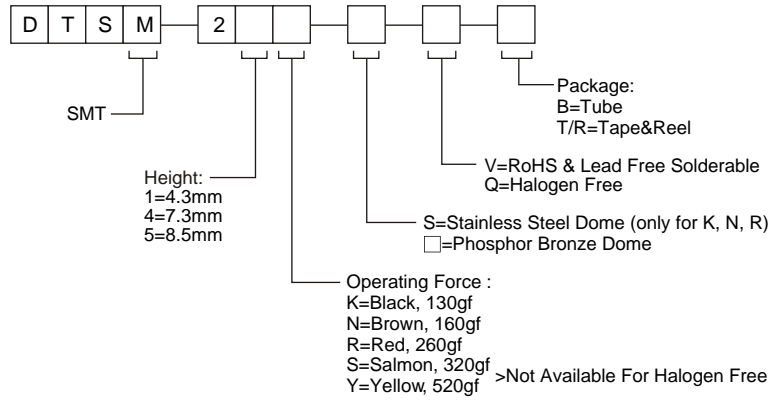 D T S M 2
SMT
Package:
B=Tube
T/R=Tape&Reel
V=RoHS & Lead Free Solderable
Q=Halogen Free
Height:
1=4.3mm
4=7.3mm
5=8.5mm
S=Stainless Steel Dome (only for K, N, R)
□=Phosphor Bronze Dome
Operating Force :
K=Black, 130gf
N=Brown, 160gf
R=Red, 260gf
S=Salmon, 320gf
Y=Yellow, 520gf
>Not Available For Halogen Free